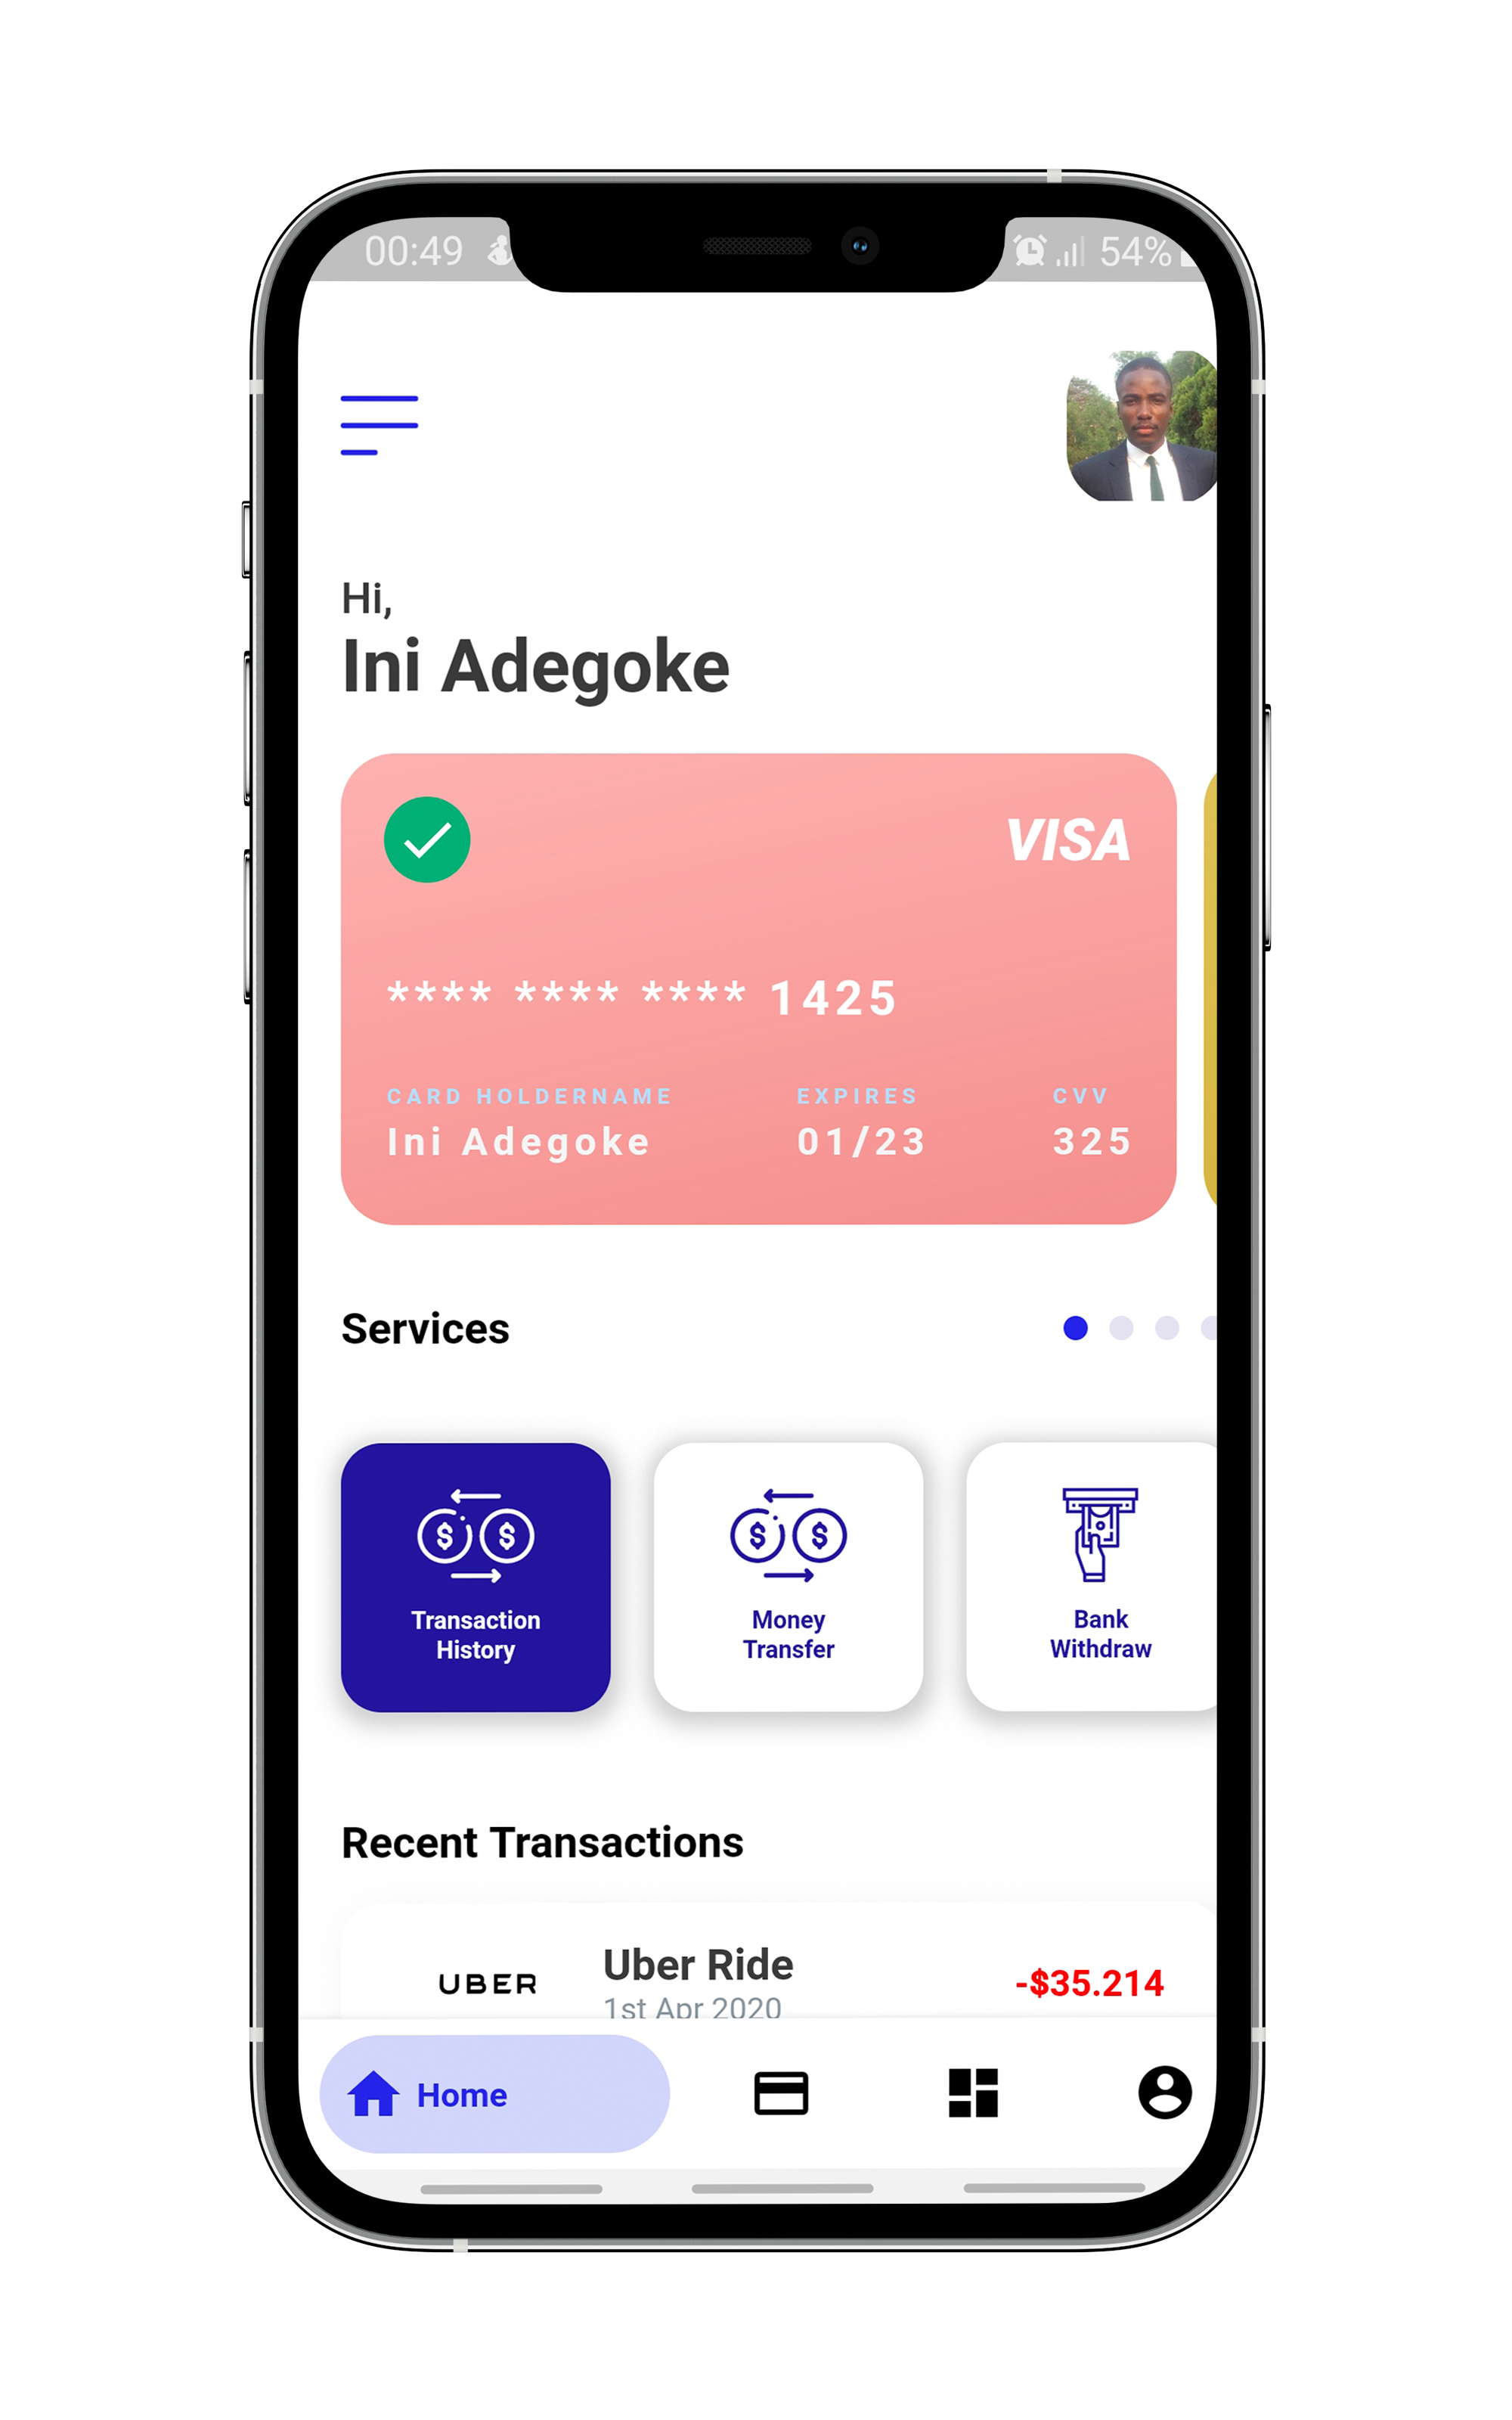 00:49 54%
Hi,
Ini Adegoke
VISA
**** **** **** 1425
CARD HOLDERNAME EXPIRES CVV
Ini Adegoke 01/23 325
Services
Transaction
History
Money
Transfer
Bank
Withdraw
Recent Transactions
UBER
Uber Ride
-$35.214
1st Apr 2020
Home